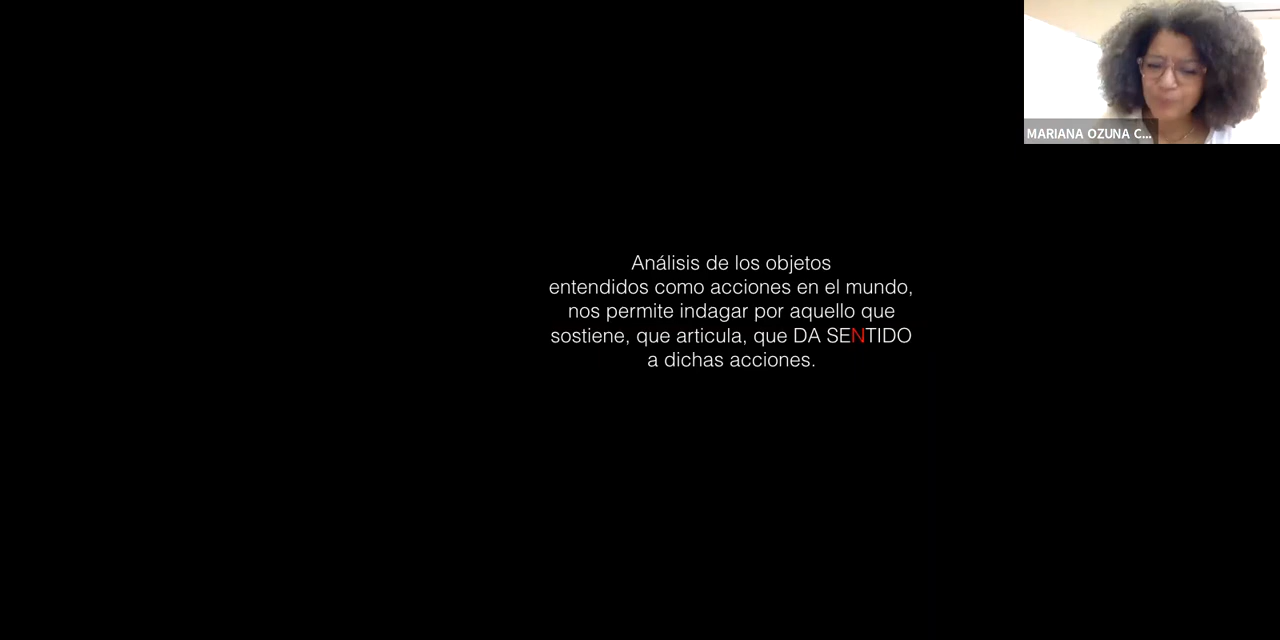 MARIANA OZUNA C...
Análisis de los objetos
entendidos como acciones en el mundo,
nos permite indagar por aquello que
sostiene, que articula, que DA SENTIDO
a dichas acciones.